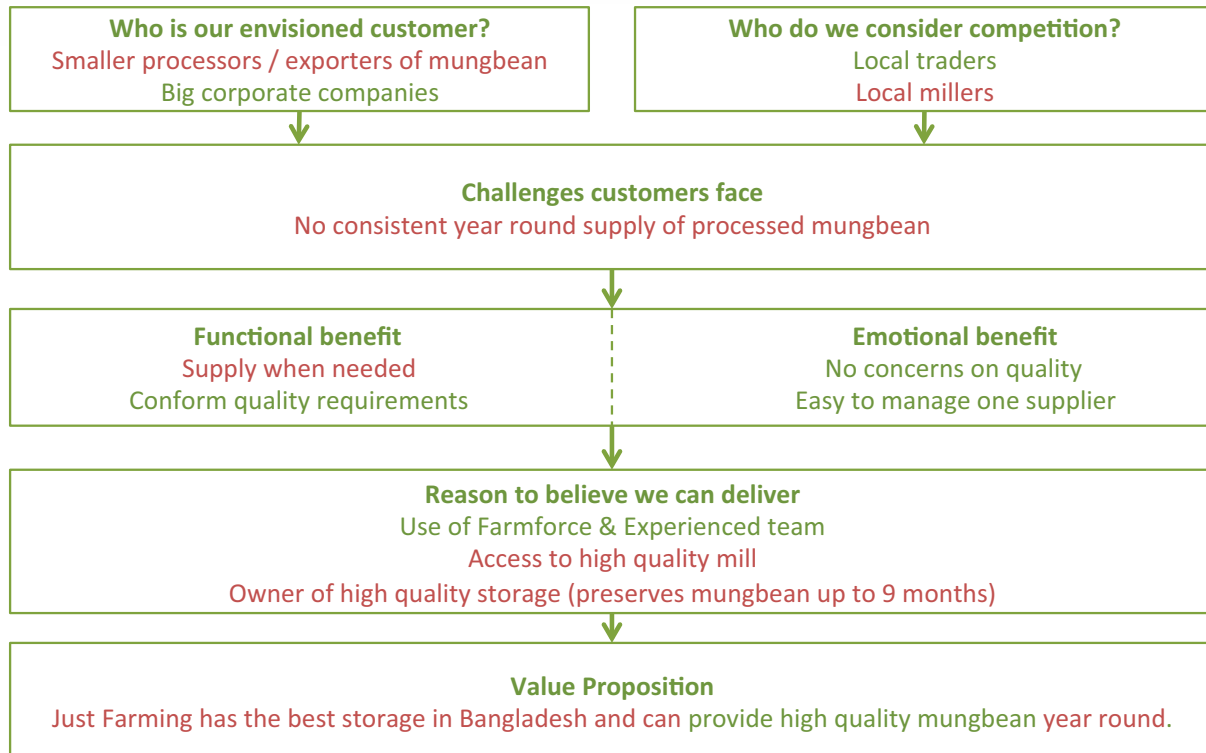 Who is our envisioned customer?
Smaller processors / exporters of mungbean
Big corporate companies
Who do we consider competition?
Local traders
Local millers
Challenges customers face
No consistent year round supply of processed mungbean
Functional benefit
Supply when needed
Conform quality requirements
Emotional benefit
No concerns on quality
Easy to manage one supplier
Reason to believe we can deliver
Use of Farmforce & Experienced team
Access to high quality mill
Owner of high quality storage (preserves mungbean up to 9 months)
Value Proposition
Just Farming has the best storage in Bangladesh and can provide high quality mungbean year round.